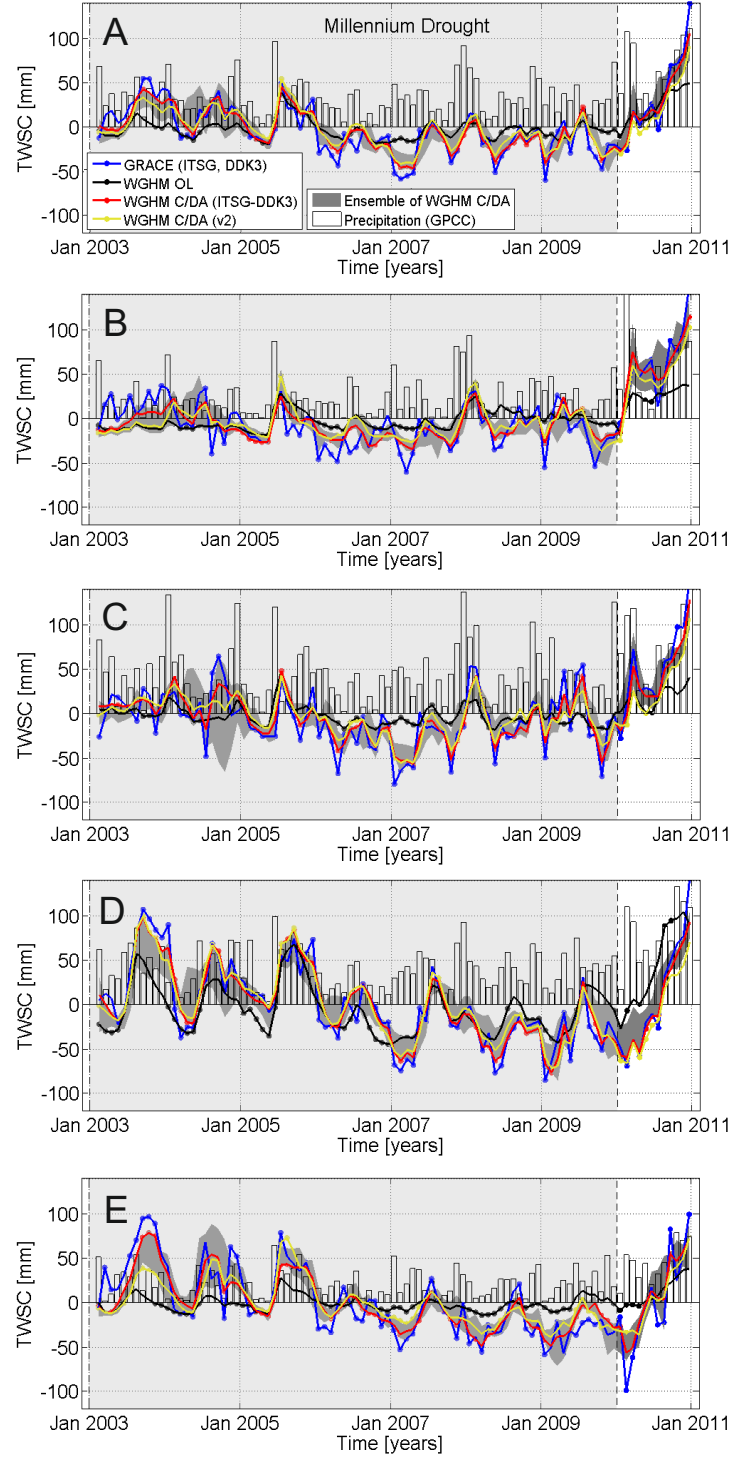 A
Millennium Drought
TWSC [mm]
100
50
0
-50
-100
GRACE (ITSG, DDK3)
WGHM OL
WGHM C/DA (ITSG-DDK3)
WGHM C/DA (v2)
Ensemble of WGHM C/DA
Precipitation (GPCC)
Jan 2003 Jan 2005 Jan 2007 Jan 2009 Jan 2011
Time [years]
B
TWSC [mm]
100
50
0
-50
-100
Jan 2003 Jan 2005 Jan 2007 Jan 2009 Jan 2011
Time [years]
C
TWSC [mm]
100
50
0
-50
-100
Jan 2003 Jan 2005 Jan 2007 Jan 2009 Jan 2011
Time [years]
D
TWSC [mm]
100
50
0
-50
-100
Jan 2003 Jan 2005 Jan 2007 Jan 2009 Jan 2011
Time [years]
E
TWSC [mm]
100
50
0
-50
-100
Jan 2003 Jan 2005 Jan 2007 Jan 2009 Jan 2011
Time [years]